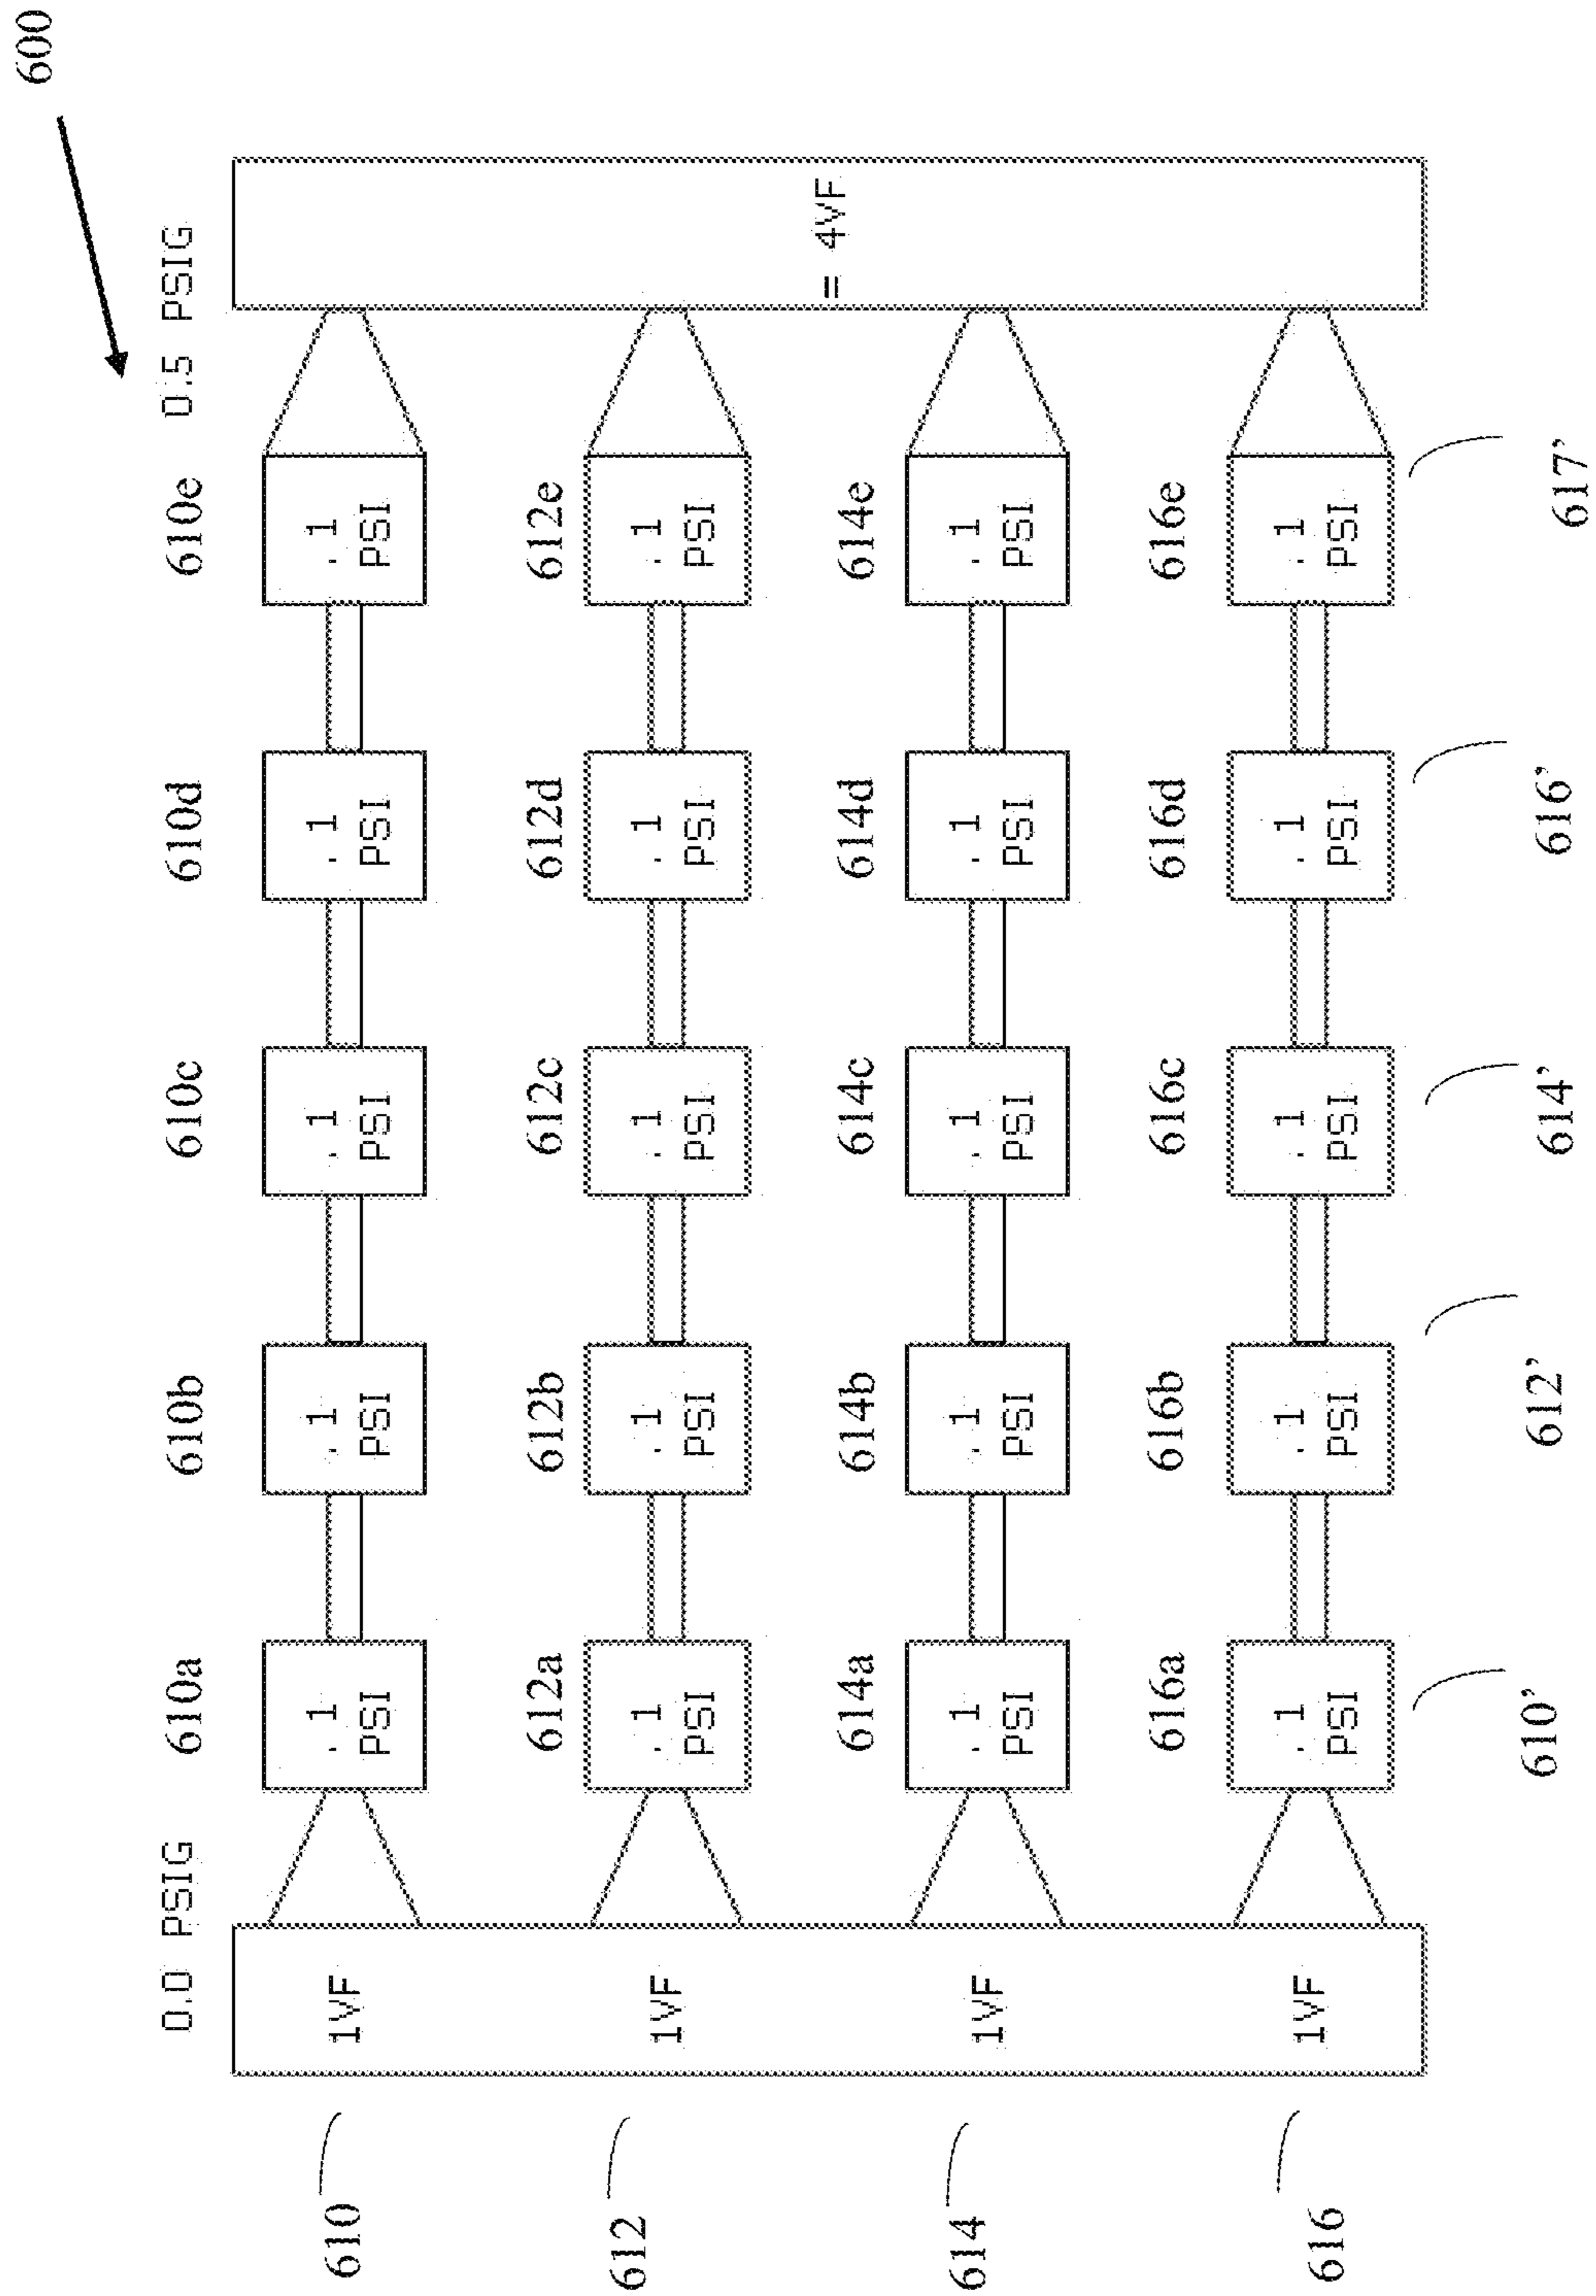 600
0.0 PSIG
0.5 PSIG
610a
610b
610c
610d
610e
610
1VF
.1
PSI
.1
PSI
.1
PSI
.1
PSI
.1
PSI
612a
612b
612c
612d
612e
612
1VF
.1
PSI
.1
PSI
.1
PSI
.1
PSI
.1
PSI
= 4VF
614a
614b
614c
614d
614e
614
1VF
.1
PSI
.1
PSI
.1
PSI
.1
PSI
.1
PSI
616a
616b
616c
616d
616e
616
1VF
.1
PSI
.1
PSI
.1
PSI
.1
PSI
.1
PSI
610’
612’
614’
616’
617’